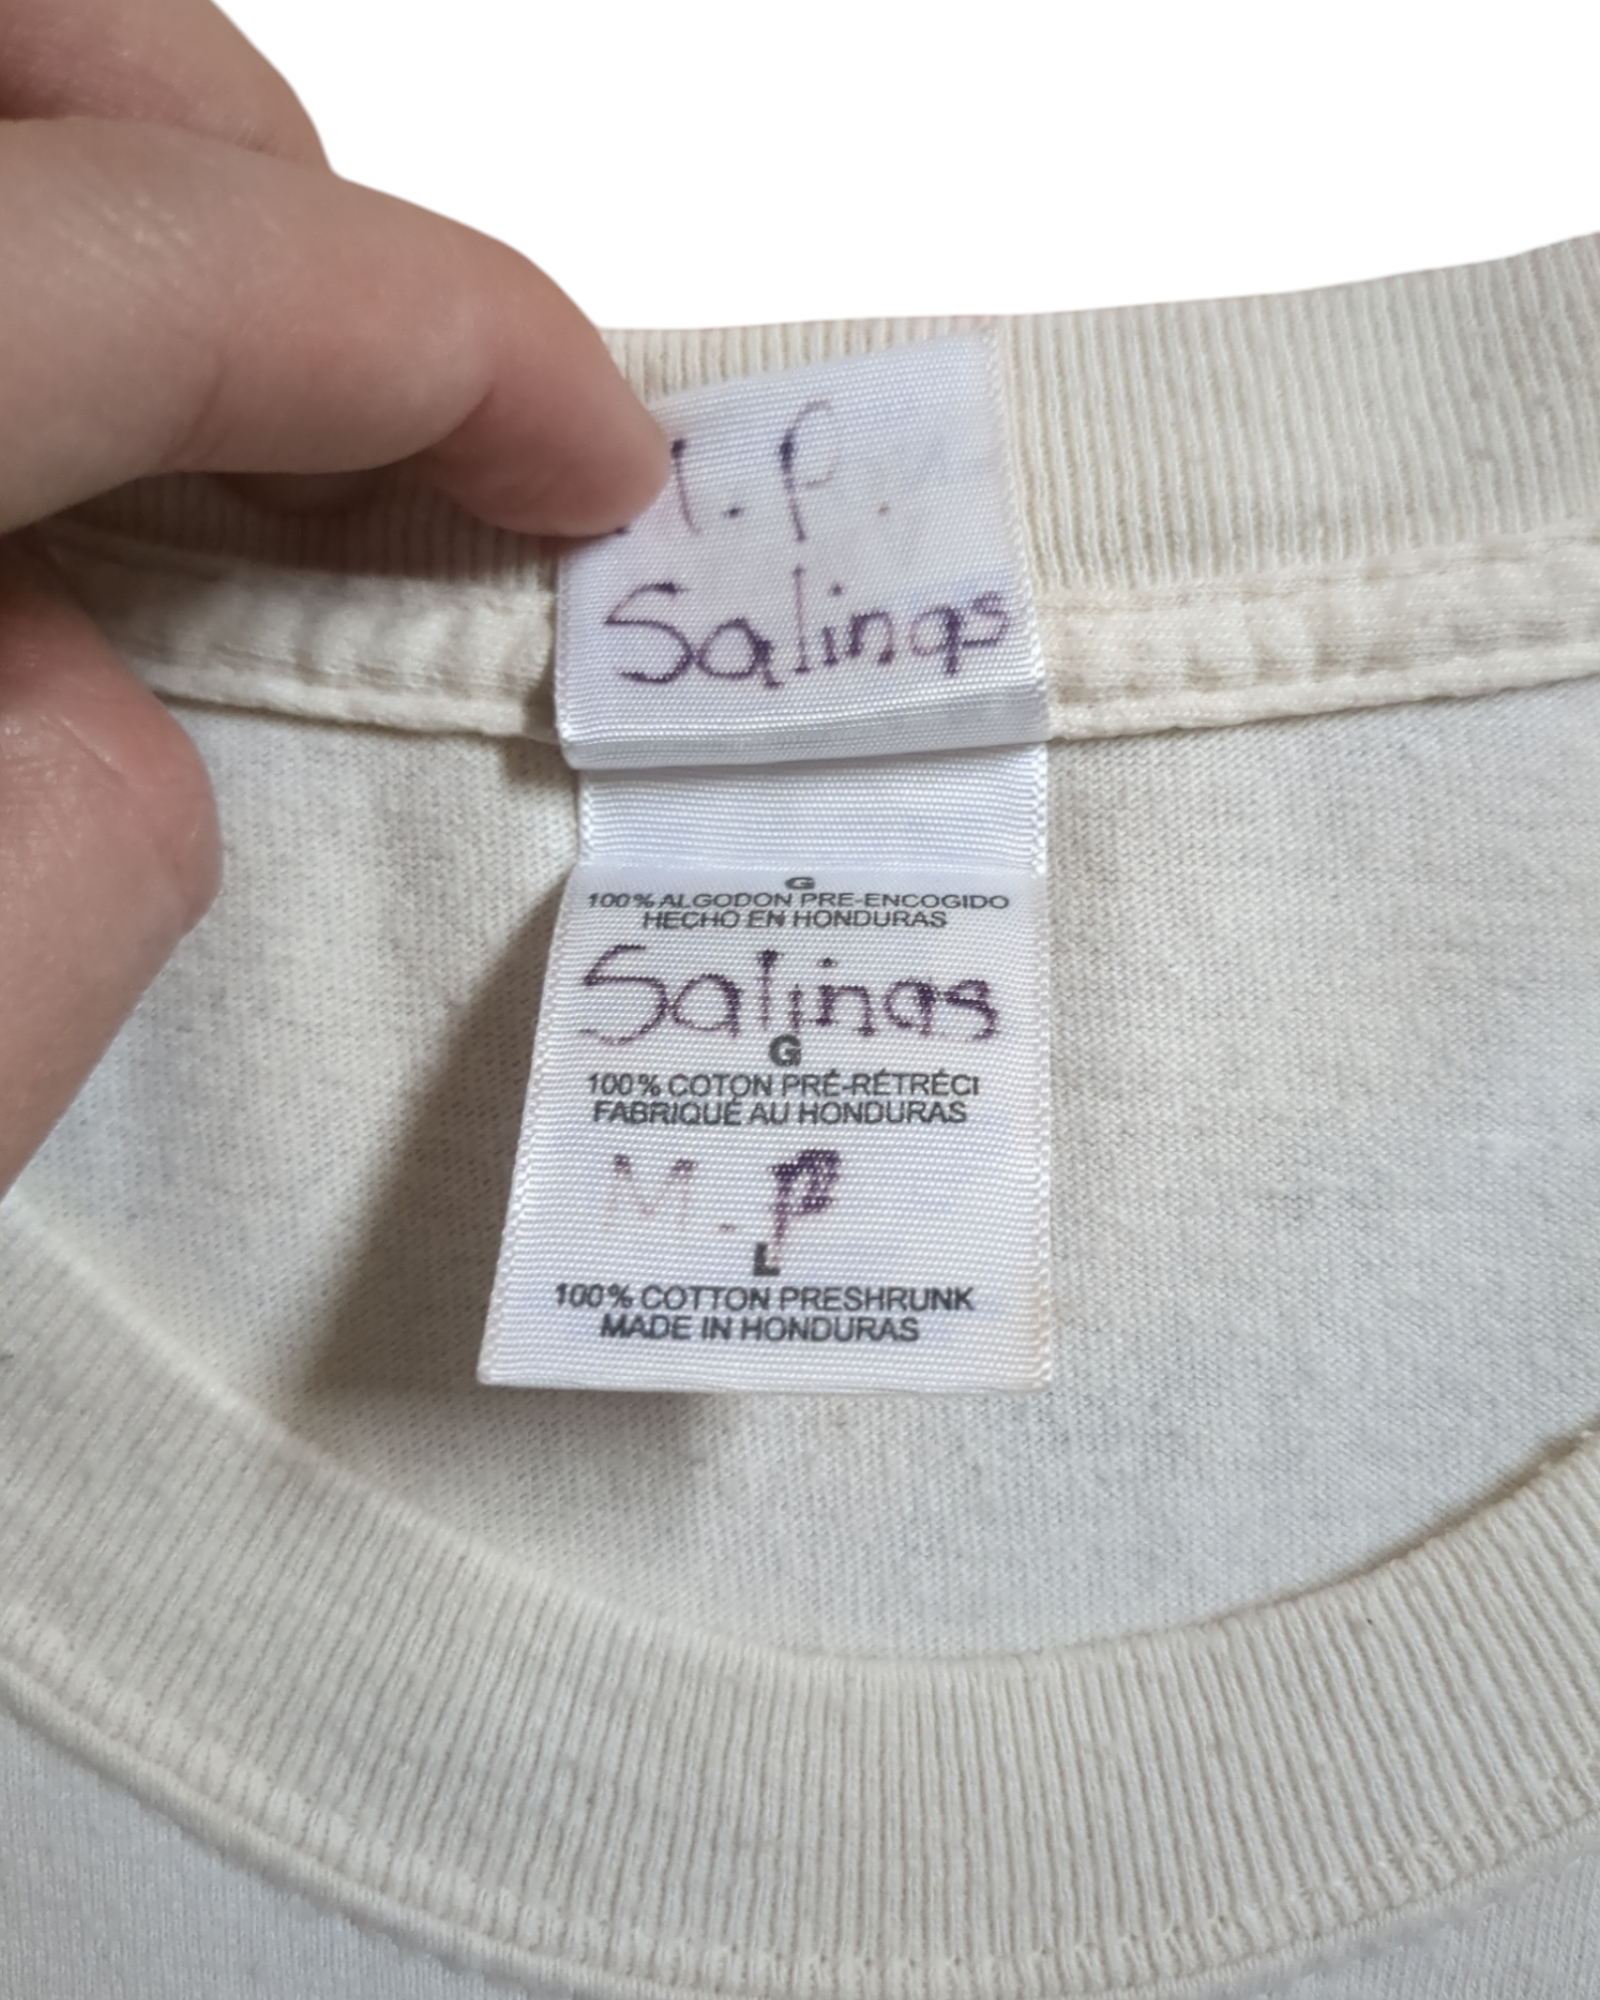 M.P.
Salinas
G
100% ALGODON PRE-ENCOGIDO
HECHO EN HONDURAS
Salinas
G
100% COTON PRÉ-RÉTRÉCI
FABRIQUÉ AU HONDURAS
M.P
L
100% COTTON PRESHRUNK
MADE IN HONDURAS